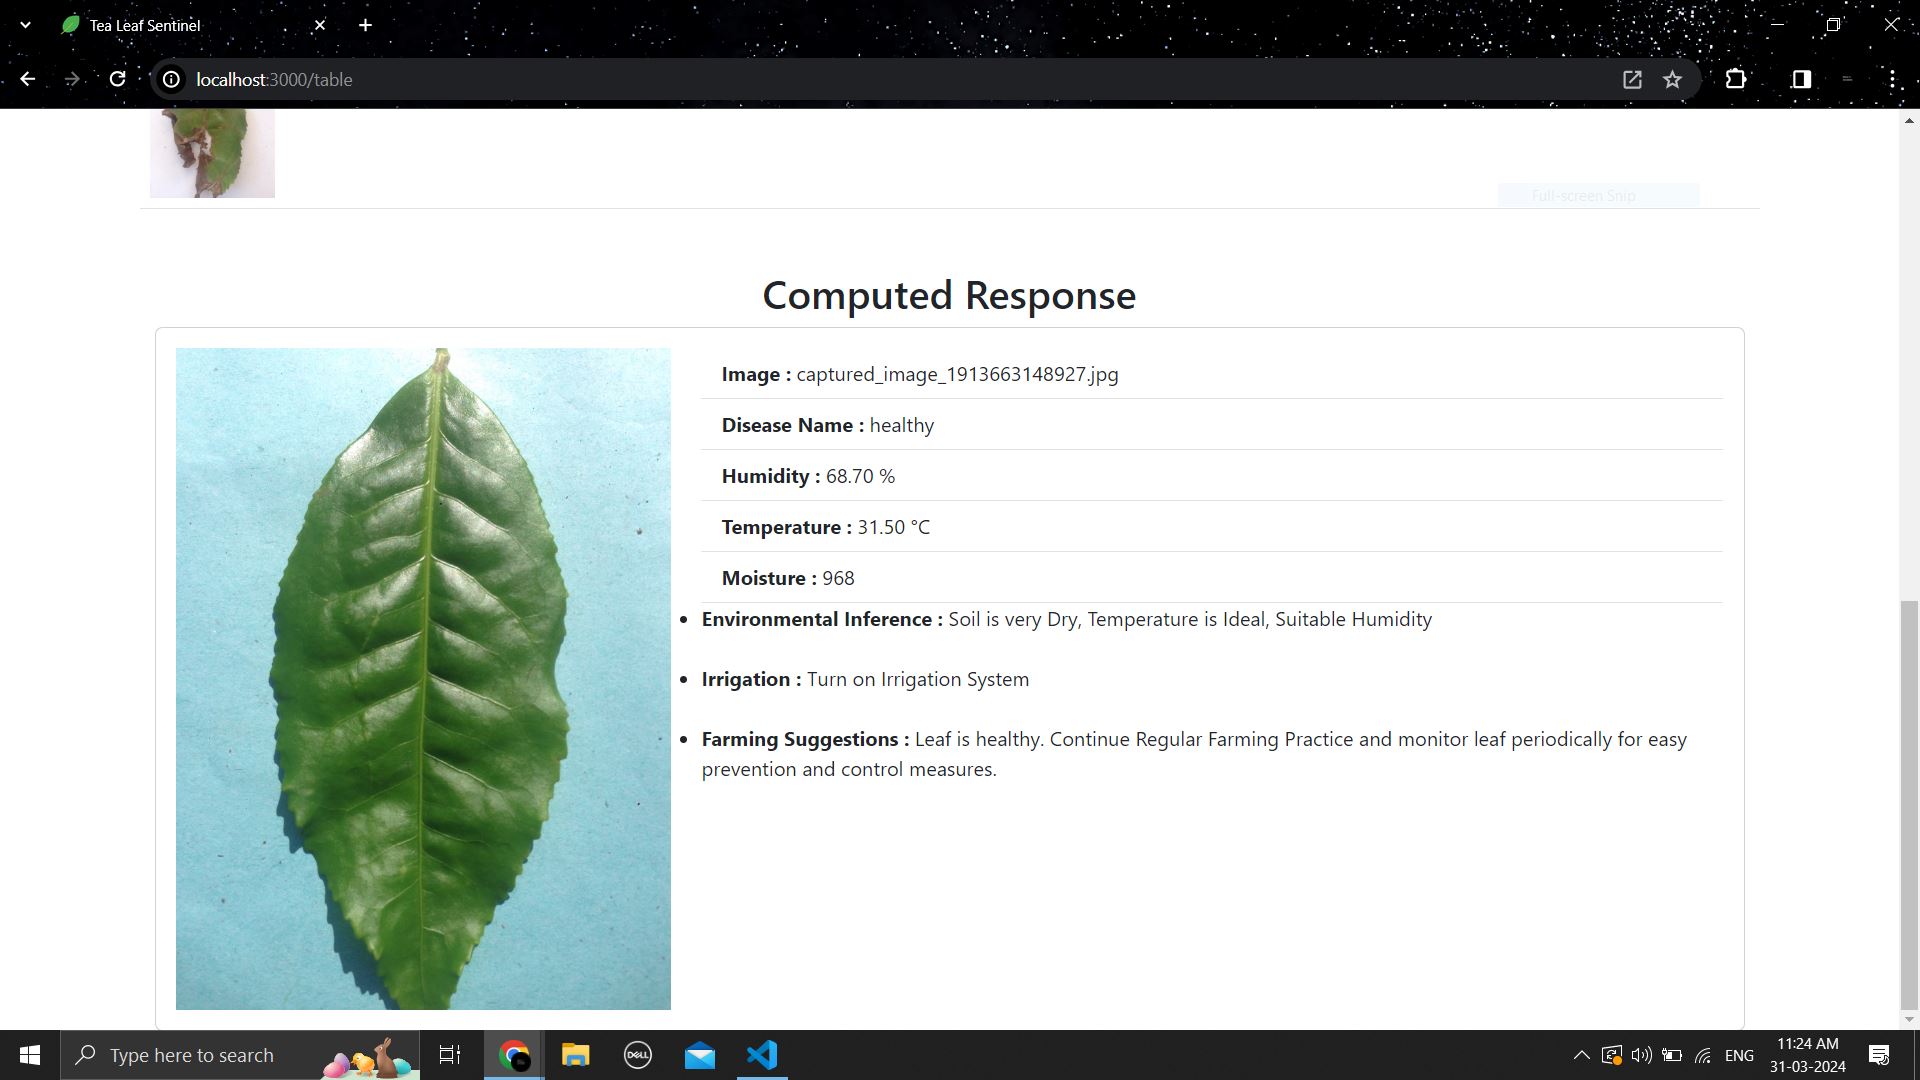 Tea Leaf Sentinel
localhost:3000/table
Full-screen Snip
Computed Response
Image : captured_image_1913663148927.jpg
Disease Name : healthy
Humidity : 68.70 %
Temperature : 31.50 °C
Moisture : 968
Environmental Inference : Soil is very Dry, Temperature is Ideal, Suitable Humidity
Irrigation : Turn on Irrigation System
Farming Suggestions : Leaf is healthy. Continue Regular Farming Practice and monitor leaf periodically for easy
prevention and control measures.
Type here to search
DELL
ENG
11:24 AM
31-03-2024